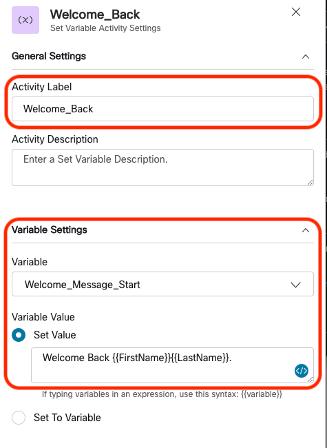 (x)
Welcome_Back
Set Variable Activity Settings
General Settings
Activity Label
Welcome_Back
Activity Description
Enter a Set Variable Description.
Variable Settings
Variable
Welcome_Message_Start
Variable Value
Set Value
Welcome Back {{FirstName}}{{LastName}}.
</>
If typing variables in an expression, use this syntax: {{variable}}
Set To Variable